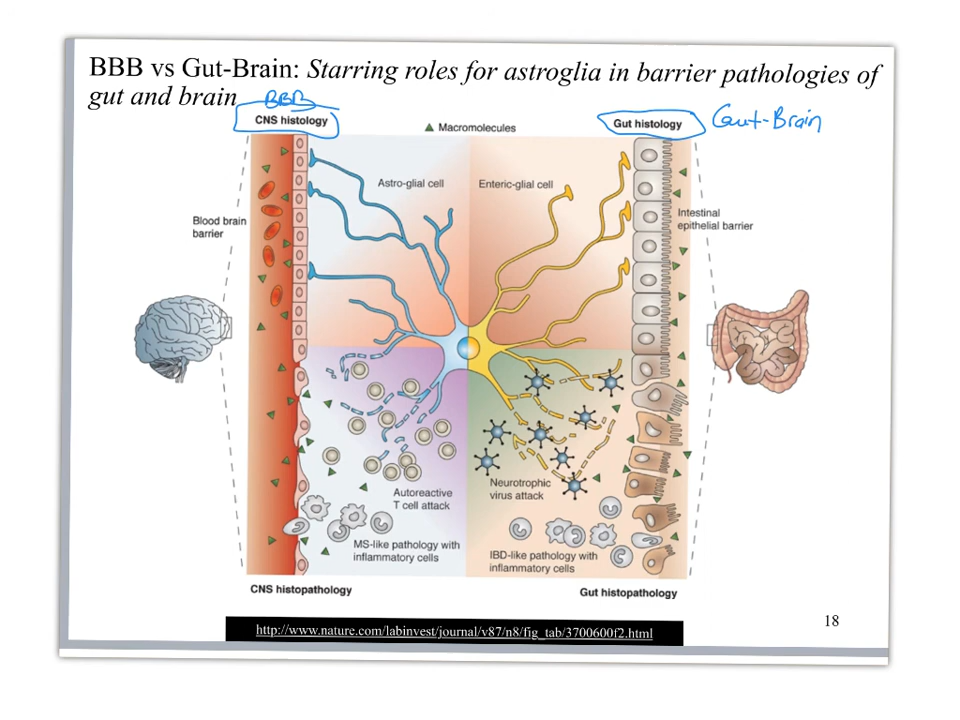 BBB vs Gut-Brain: Starring roles for astroglia in barrier pathologies of
gut and brain
BBB
CNS histology
Macromolecules
Gut histology
Gut-Brain
Astro-glial cell
Enteric-glial cell
Blood brain
barrier
Intestinal
epithelial barrier
Autoreactive
T cell attack
Neurotrophic
virus attack
MS-like pathology with
inflammatory cells
IBD-like pathology with
inflammatory cells
CNS histopathology
Gut histopathology
18
http://www.nature.com/labinvest/journal/v87/n8/fig_tab/3700600f2.html